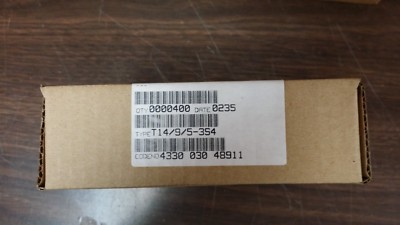 QTY 0000400 DATE 0235
TYPE T14/9/5-3S4
CODENO 4330 030 48911